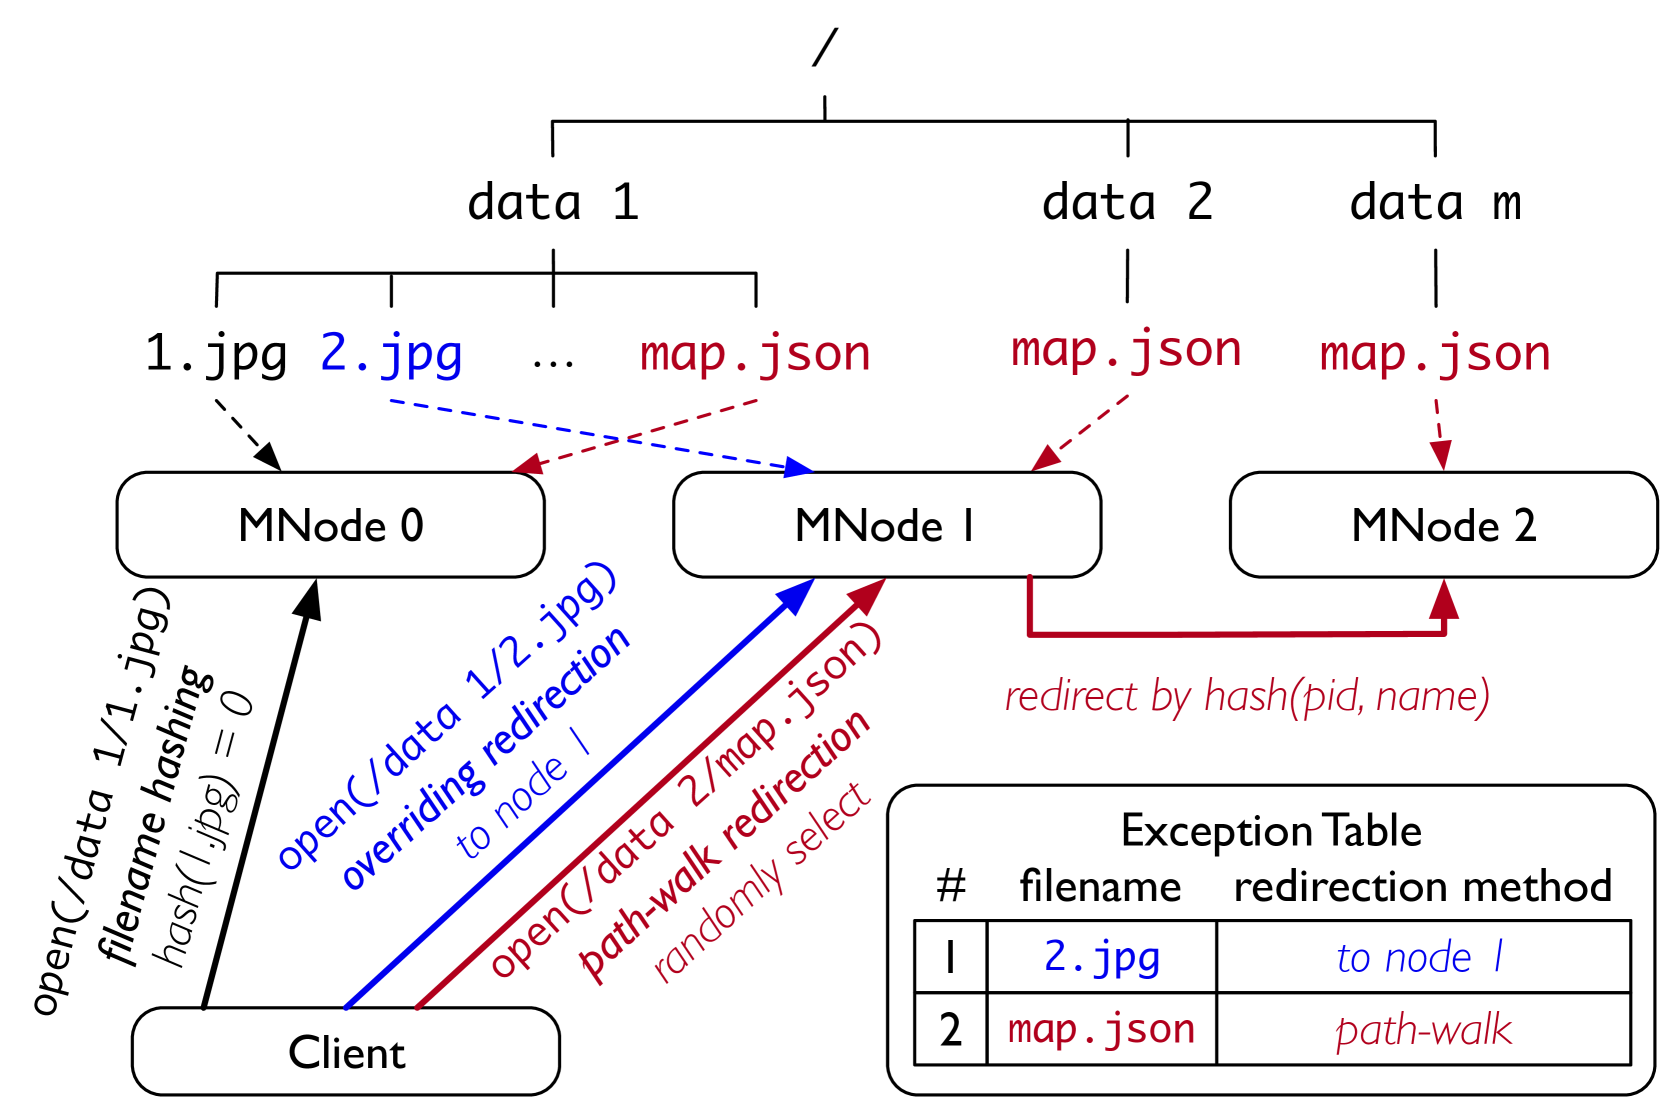 /
data 1 data 2 data m
1.jpg 2.jpg ... map.json map.json map.json
MNode 0 MNode 1 MNode 2
open(/data 1/1.jpg)
filename hashing
hash(1.jpg) = 0
open(/data 1/2.jpg)
overriding redirection
to node 1
open(/data 2/map.json)
path-walk redirection
randomly select
redirect by hash(pid, name)
Client
Exception Table
# filename redirection method
1 2.jpg to node 1
2 map.json path-walk